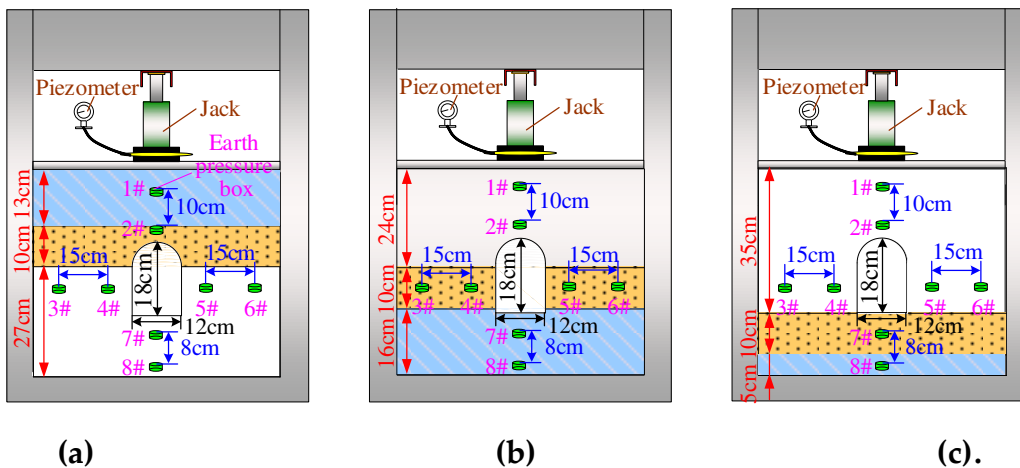 Piezometer
Jack
Earth
pressure
box
1#
10cm
2#
13cm
10cm
27cm
15cm
15cm
3#
4#
5#
6#
18cm
12cm
7#
8cm
8#
(a)
Piezometer
Jack
1#
10cm
2#
24cm
10cm
16cm
15cm
15cm
3#
4#
5#
6#
18cm
12cm
7#
8cm
8#
(b)
Piezometer
Jack
1#
10cm
2#
35cm
10cm
5cm
15cm
15cm
3#
4#
5#
6#
18cm
12cm
7#
8cm
8#
(c).